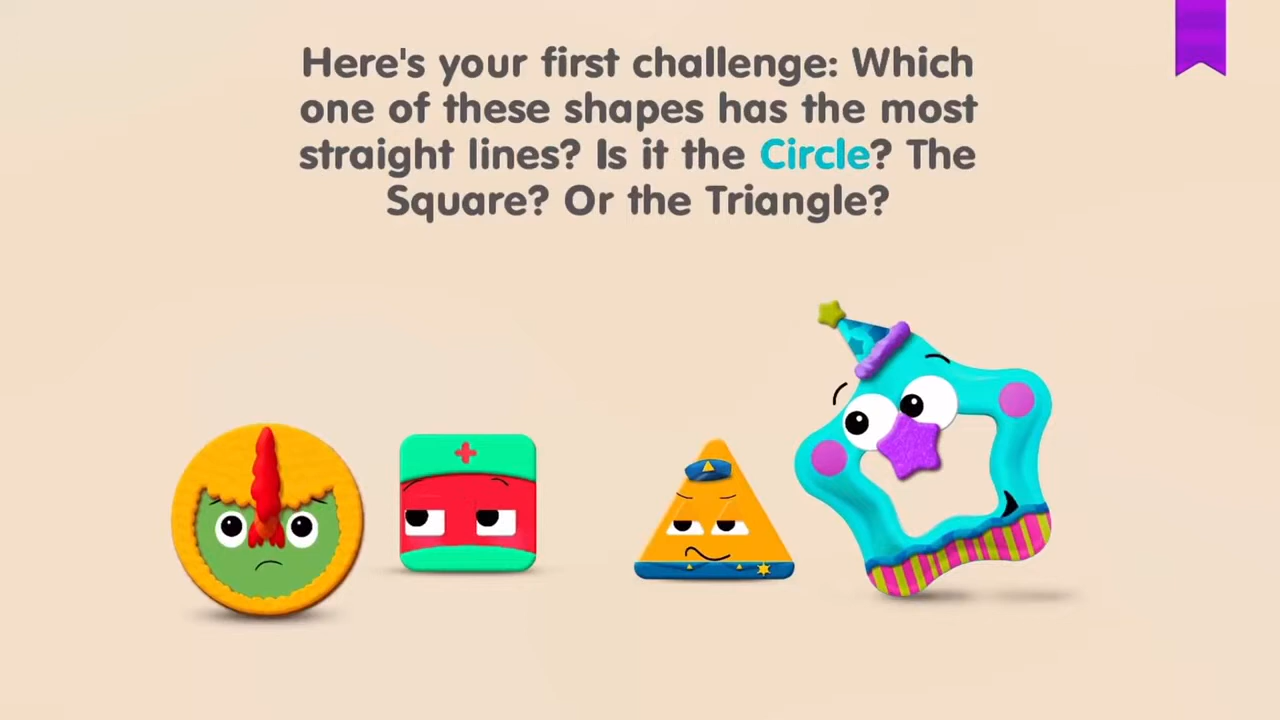 Here's your first challenge: Which
one of these shapes has the most
straight lines? Is it the Circle? The
Square? Or the Triangle?